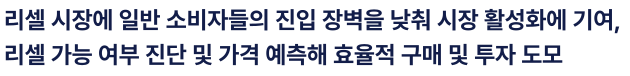 리셀 시장에 일반 소비자들의 진입 장벽을 낮춰 시장 활성화에 기여,
리셀 가능 여부 진단 및 가격 예측해 효율적 구매 및 투자 도모